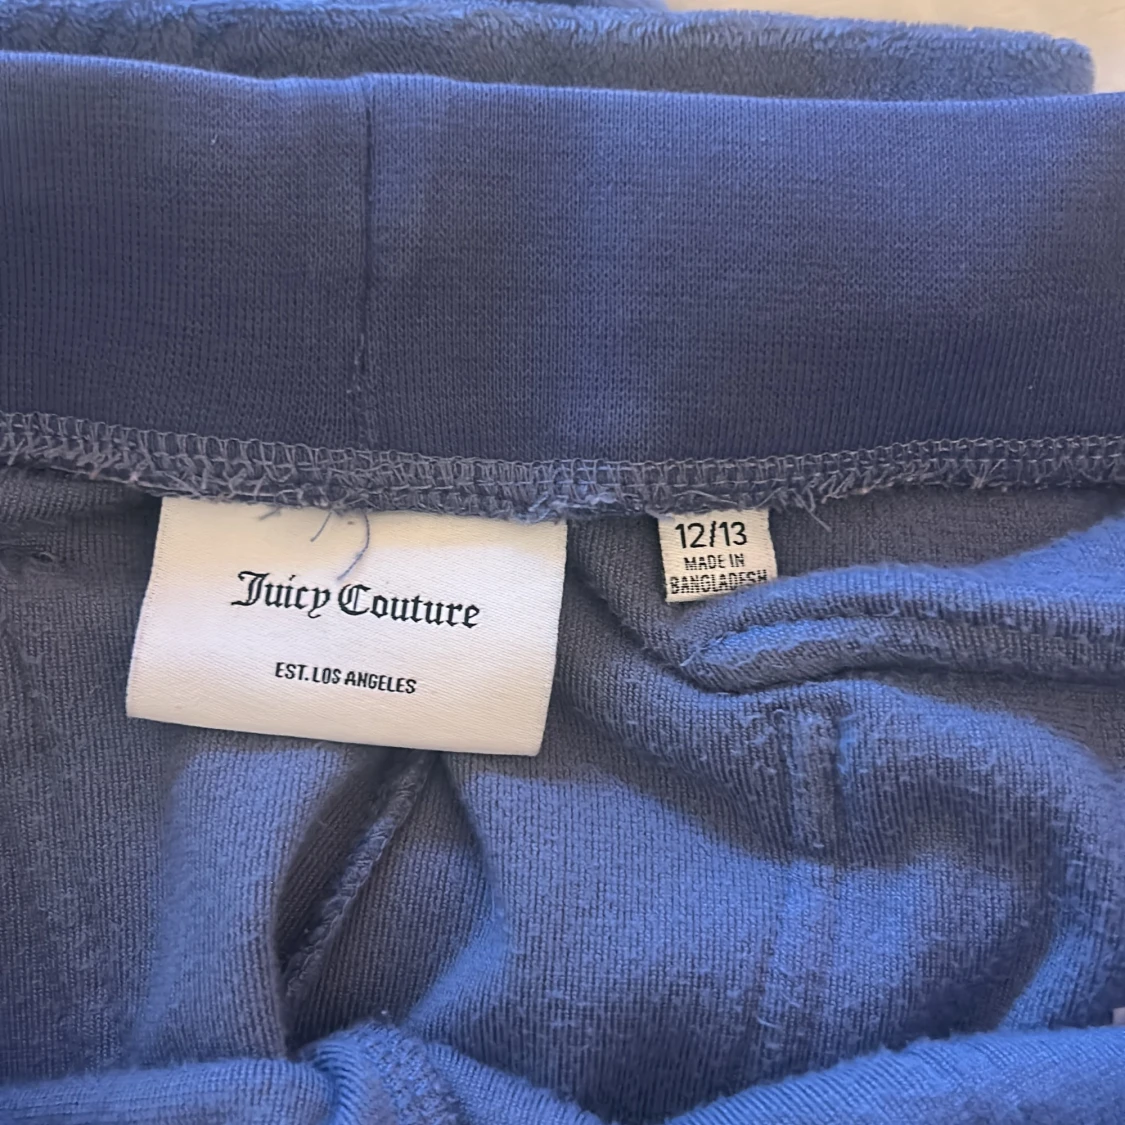 Juicy Couture
EST. LOS ANGELES
12/13
MADE IN
BANGLADESH